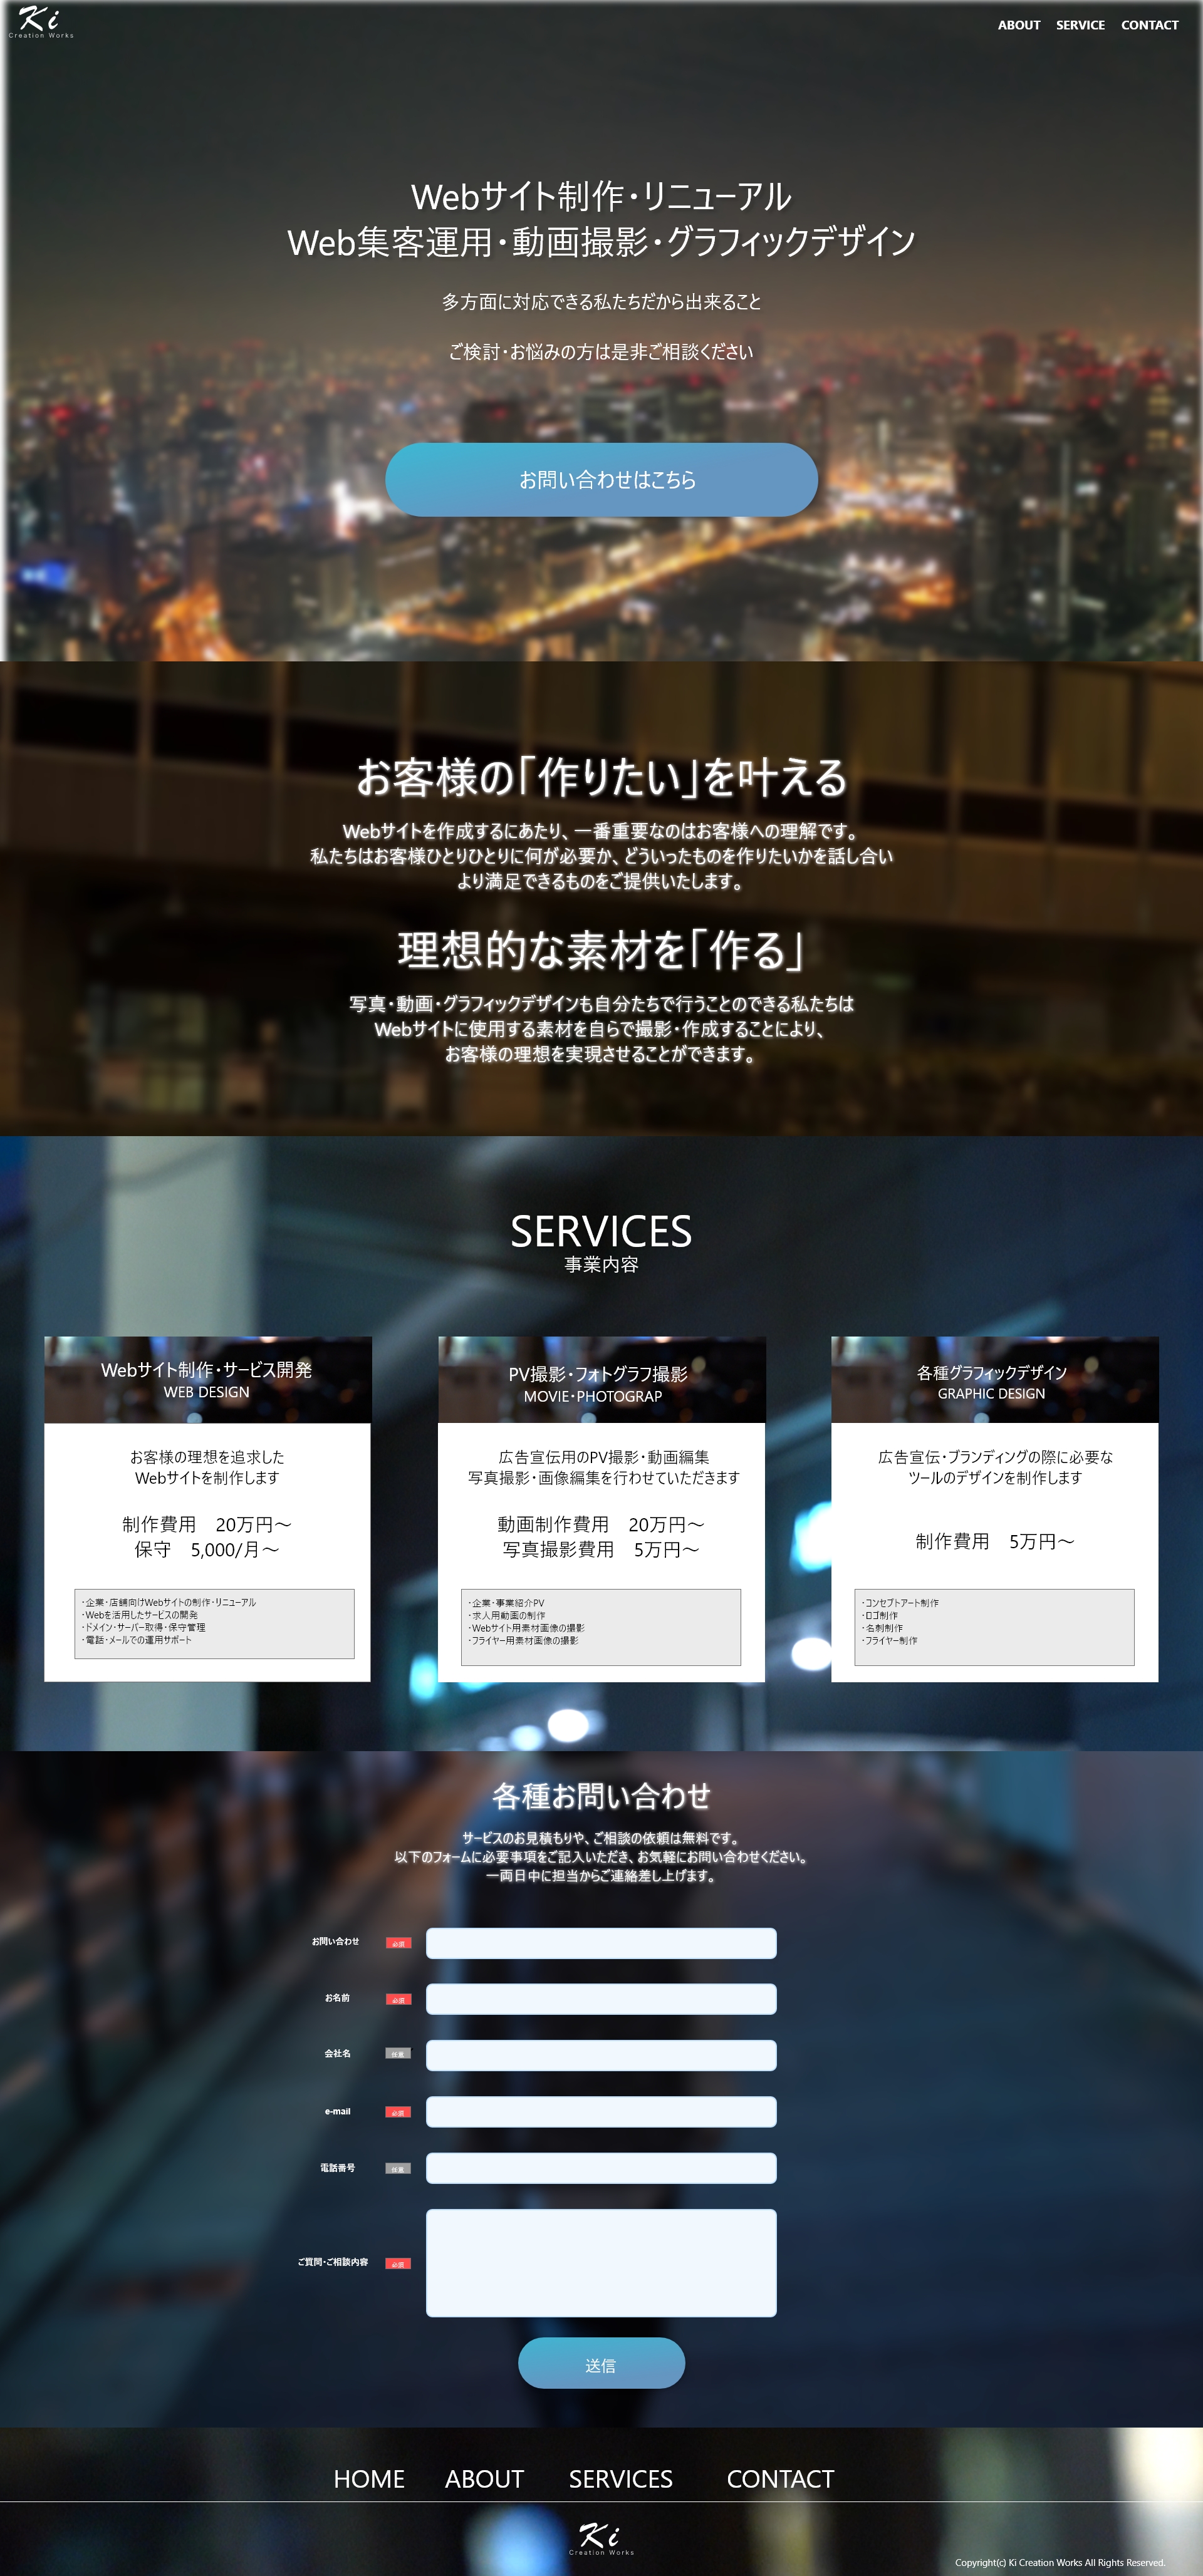 Ki
Creation Works
ABOUT SERVICE CONTACT
Webサイト制作・リニューアル
Web集客運用・動画撮影・グラフィックデザイン
多方面に対応できる私たちだから出来ること
ご検討・お悩みの方は是非ご相談ください
お問い合わせはこちら
お客様の「作りたい」を叶える
Webサイトを作成するにあたり、一番重要なのはお客様への理解です。
私たちはお客様ひとりひとりに何が必要か、どういったものを作りたいかを話し合い
より満足できるものをご提供いたします。
理想的な素材を「作る」
写真・動画・グラフィックデザインも自分たちで行うことのできる私たちは
Webサイトに使用する素材を自らで撮影・作成することにより、
お客様の理想を実現させることができます。
SERVICES
事業内容
Webサイト制作・サービス開発
WEB DESIGN
お客様の理想を追求した
Webサイトを制作します
制作費用　20万円～
保守　5,000/月～
・企業・店舗向けWebサイトの制作・リニューアル
・Webを活用したサービスの開発
・ドメイン・サーバー取得・保守管理
・電話・メールでの運用サポート
PV撮影・フォトグラフ撮影
MOVIE・PHOTOGRAP
広告宣伝用のPV撮影・動画編集
写真撮影・画像編集を行わせていただきます
動画制作費用　20万円～
写真撮影費用　5万円～
・企業・事業紹介PV
・求人用動画の制作
・Webサイト用素材画像の撮影
・フライヤー用素材画像の撮影
各種グラフィックデザイン
GRAPHIC DESIGN
広告宣伝・ブランディングの際に必要な
ツールのデザインを制作します
制作費用　5万円～
・コンセプトアート制作
・ロゴ制作
・名刺制作
・フライヤー制作
各種お問い合わせ
サービスのお見積もりや、ご相談の依頼は無料です。
以下のフォームに必要事項をご記入いただき、お気軽にお問い合わせください。
一両日中に担当からご連絡差し上げます。
お問い合わせ 必須
お名前 必須
会社名 任意
e-mail 必須
電話番号 任意
ご質問・ご相談内容 必須
送信
HOME ABOUT SERVICES CONTACT
Ki
Creation Works
Copyright(c) Ki Creation Works All Rights Reserved.